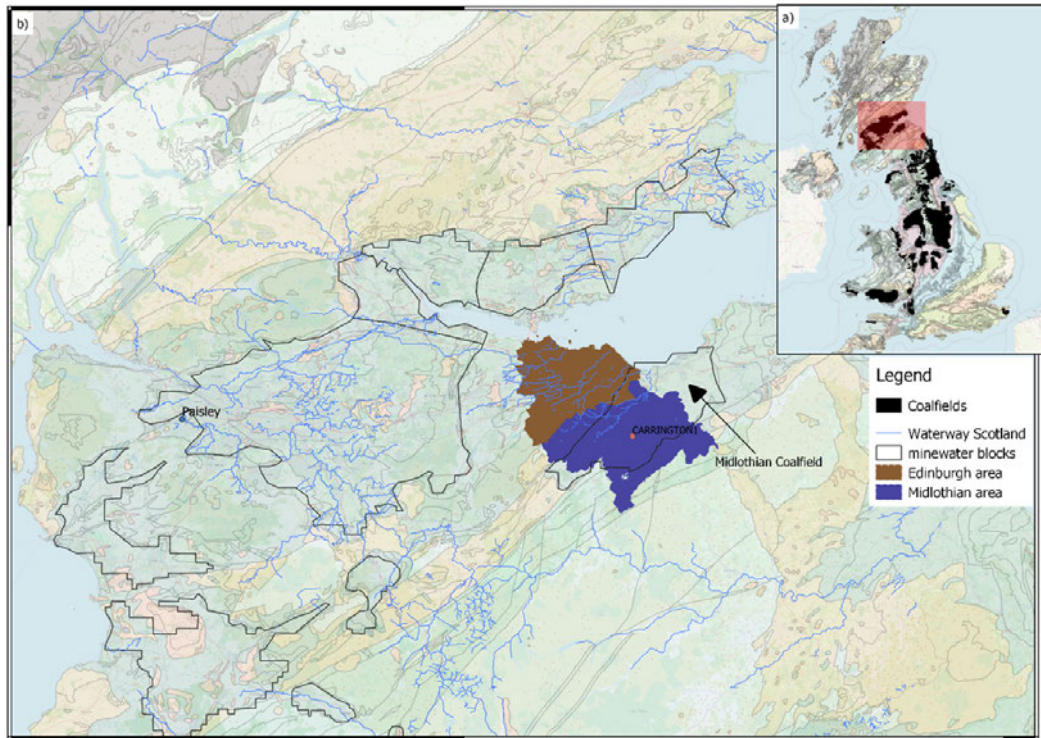 b)
a)
Legend
Coalfields
Waterway Scotland
minewater blocks
Edinburgh area
Midlothian area
Paisley
CARRINGTON1
Midlothian Coalfield